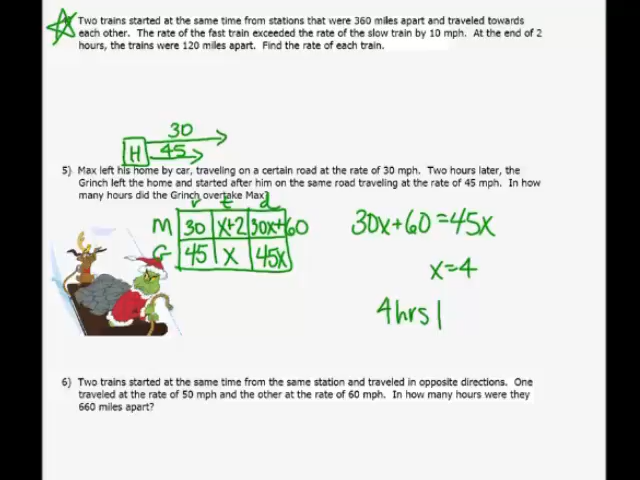 Two trains started at the same time from stations that were 360 miles apart and traveled towards
each other. The rate of the fast train exceeded the rate of the slow train by 10 mph. At the end of 2
hours, the trains were 120 miles apart. Find the rate of each train.
30
H 45
5) Max left his home by car, traveling on a certain road at the rate of 30 mph. Two hours later, the
Grinch left the home and started after him on the same road traveling at the rate of 45 mph. In how
many hours did the Grinch overtake Max?
r t d
M 30 x+2 30x+60
G 45 x 45x
30x+60=45x
x=4
4hrs
6) Two trains started at the same time from the same station and traveled in opposite directions. One
traveled at the rate of 50 mph and the other at the rate of 60 mph. In how many hours were they
660 miles apart?